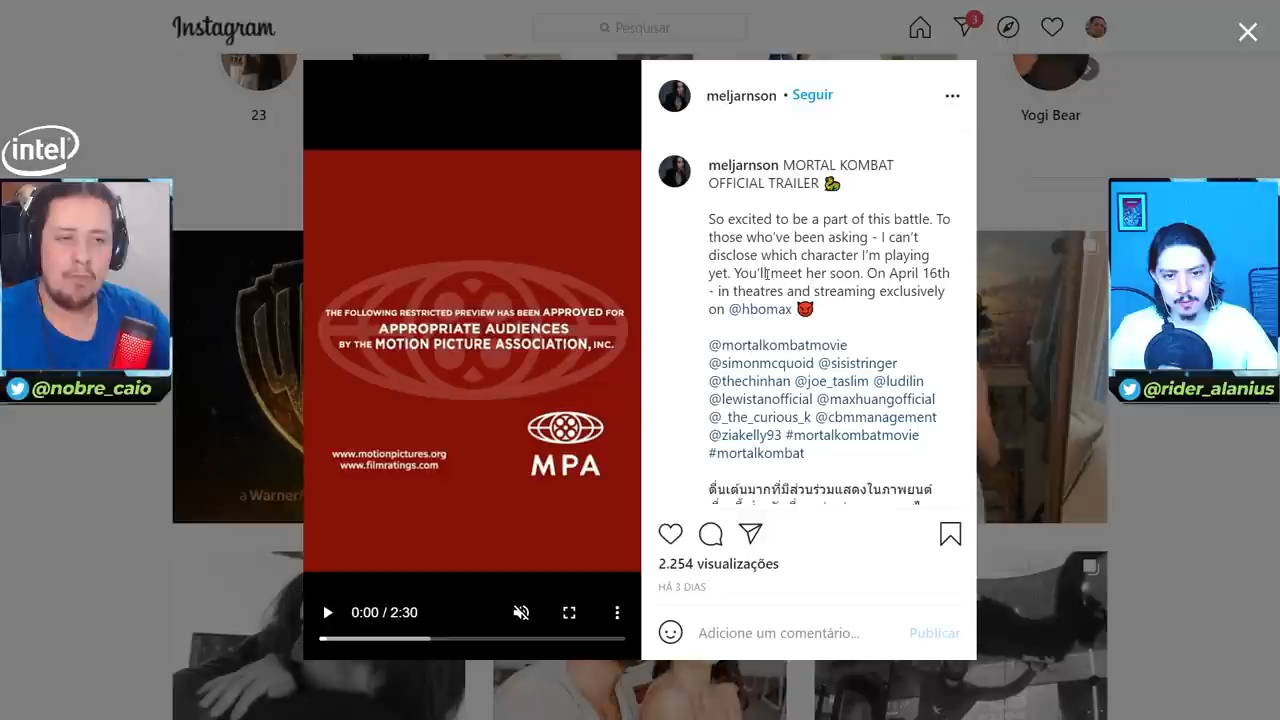 Instagram
Pesquisar
3
23
Yogi Bear
intel
meljarnson • Seguir
meljarnson MORTAL KOMBAT
OFFICIAL TRAILER
So excited to be a part of this battle. To
those who've been asking - I can't
disclose which character I'm playing
yet. You'll meet her soon. On April 16th
- in theatres and streaming exclusively
on @hbomax
@mortalkombatmovie
@simonmcquoid @sisistringer
@thechinhan @joe_taslim @ludilin
@lewistanofficial @maxhuangofficial
@_the_curious_k @cbmmanagement
@ziakelly93 #mortalkombatmovie
#mortalkombat
ตื่นเต้นมากที่มีส่วนร่วมแสดงในภาพยนต์
THE FOLLOWING RESTRICTED PREVIEW HAS BEEN APPROVED FOR
APPROPRIATE AUDIENCES
BY THE MOTION PICTURE ASSOCIATION, INC.
www.motionpictures.org
www.filmratings.com
MPA
@nobre_caio
@rider_alanius
a Warner
2.254 visualizações
HÁ 3 DIAS
0:00 / 2:30
Adicione um comentário...
Publicar